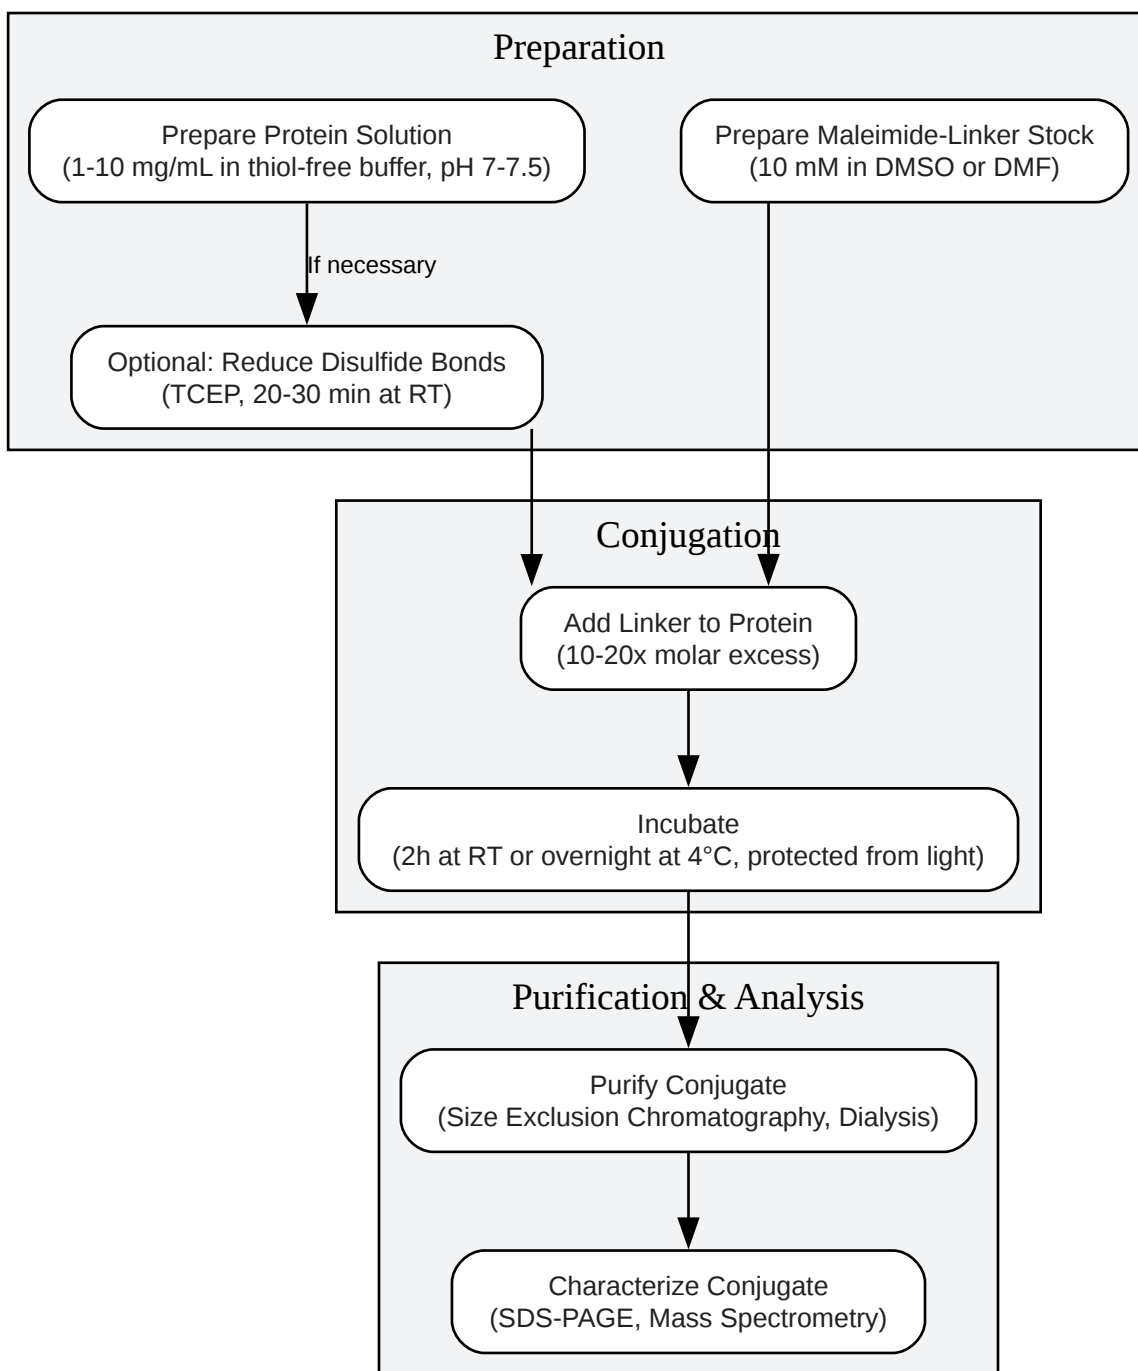 Preparation
Prepare Protein Solution
(1-10 mg/mL in thiol-free buffer, pH 7-7.5)
Prepare Maleimide-Linker Stock
(10 mM in DMSO or DMF)
If necessary
Optional: Reduce Disulfide Bonds
(TCEP, 20-30 min at RT)
Conjugation
Add Linker to Protein
(10-20x molar excess)
Incubate
(2h at RT or overnight at 4°C, protected from light)
Purification & Analysis
Purify Conjugate
(Size Exclusion Chromatography, Dialysis)
Characterize Conjugate
(SDS-PAGE, Mass Spectrometry)